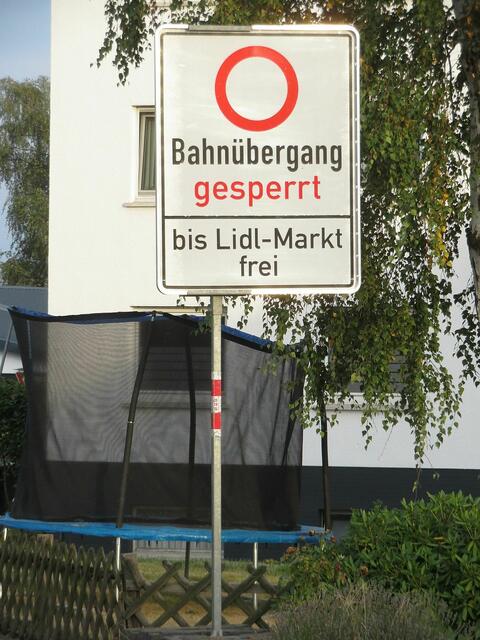 Bahnübergang
gesperrt
bis Lidl-Markt
frei